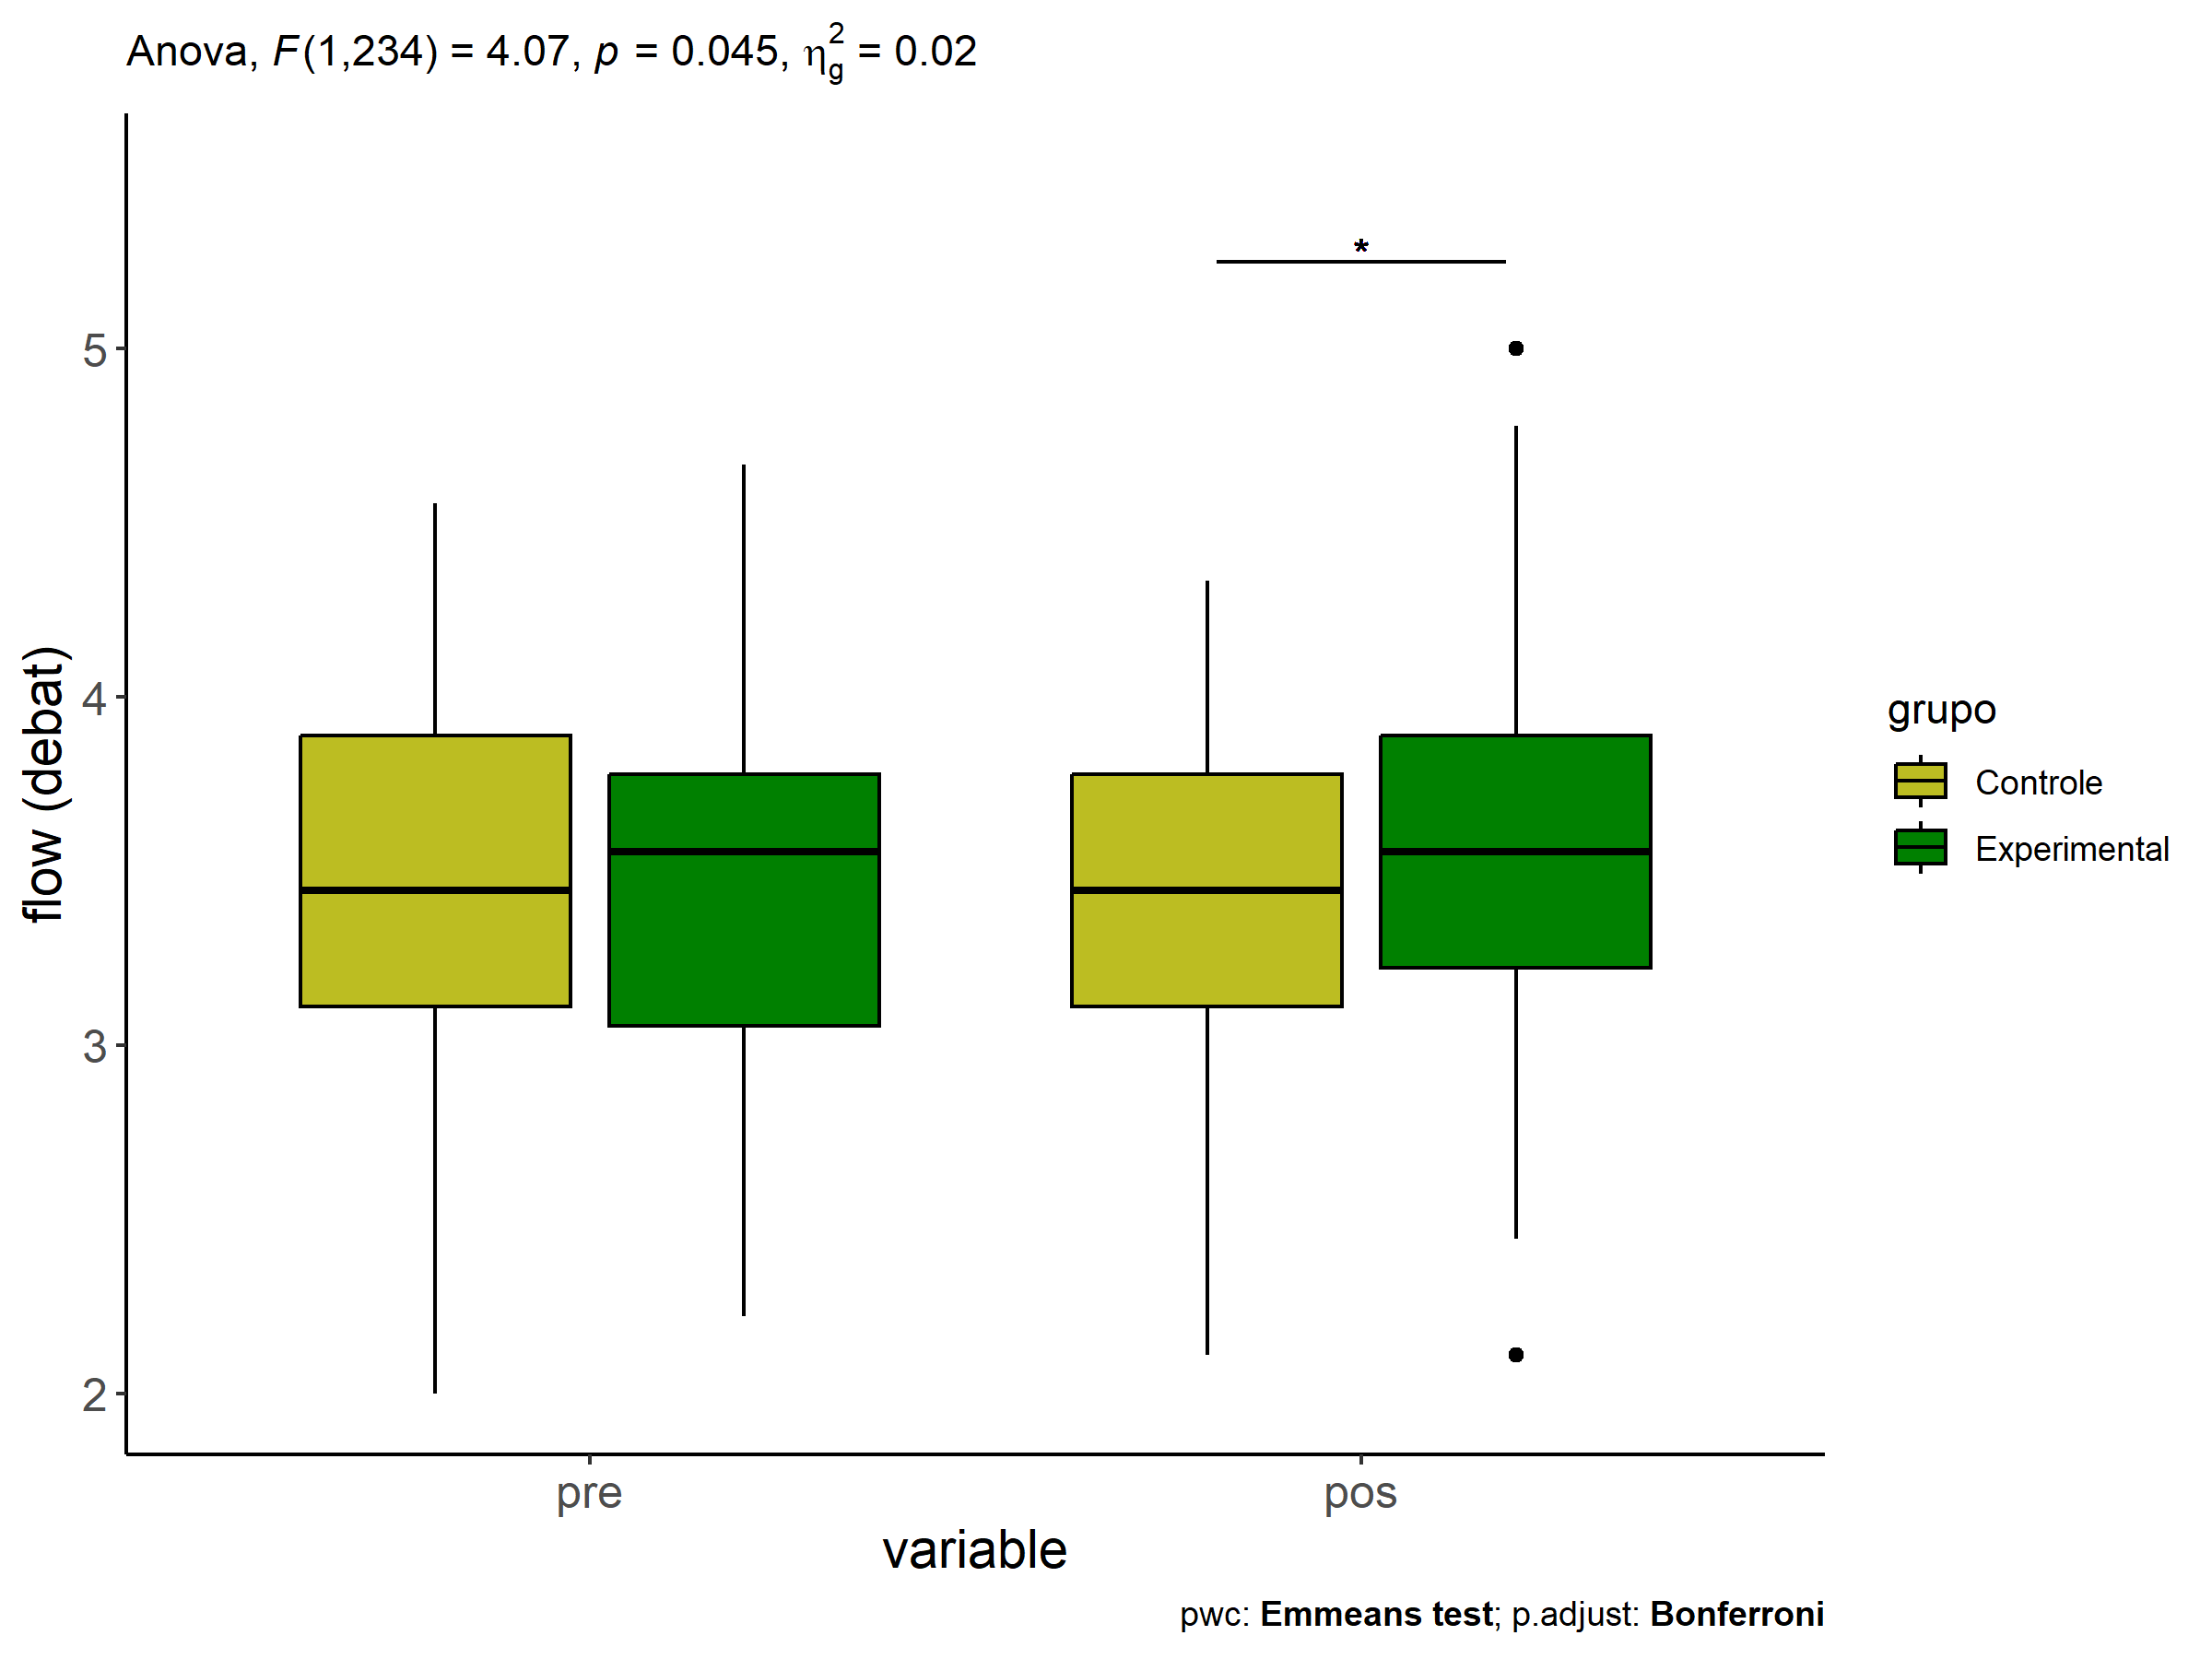 Anova, F(1,234) = 4.07, p = 0.045, η²g = 0.02
*
5
4
3
2
flow (debat)
pre
pos
variable
grupo
Controle
Experimental
pwc: Emmeans test; p.adjust: Bonferroni